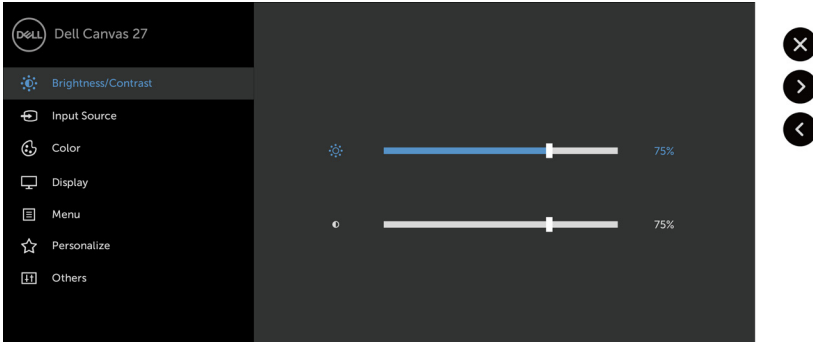 DELL Dell Canvas 27
Brightness/Contrast
Input Source
Color
75%
Display
Menu
75%
Personalize
Others